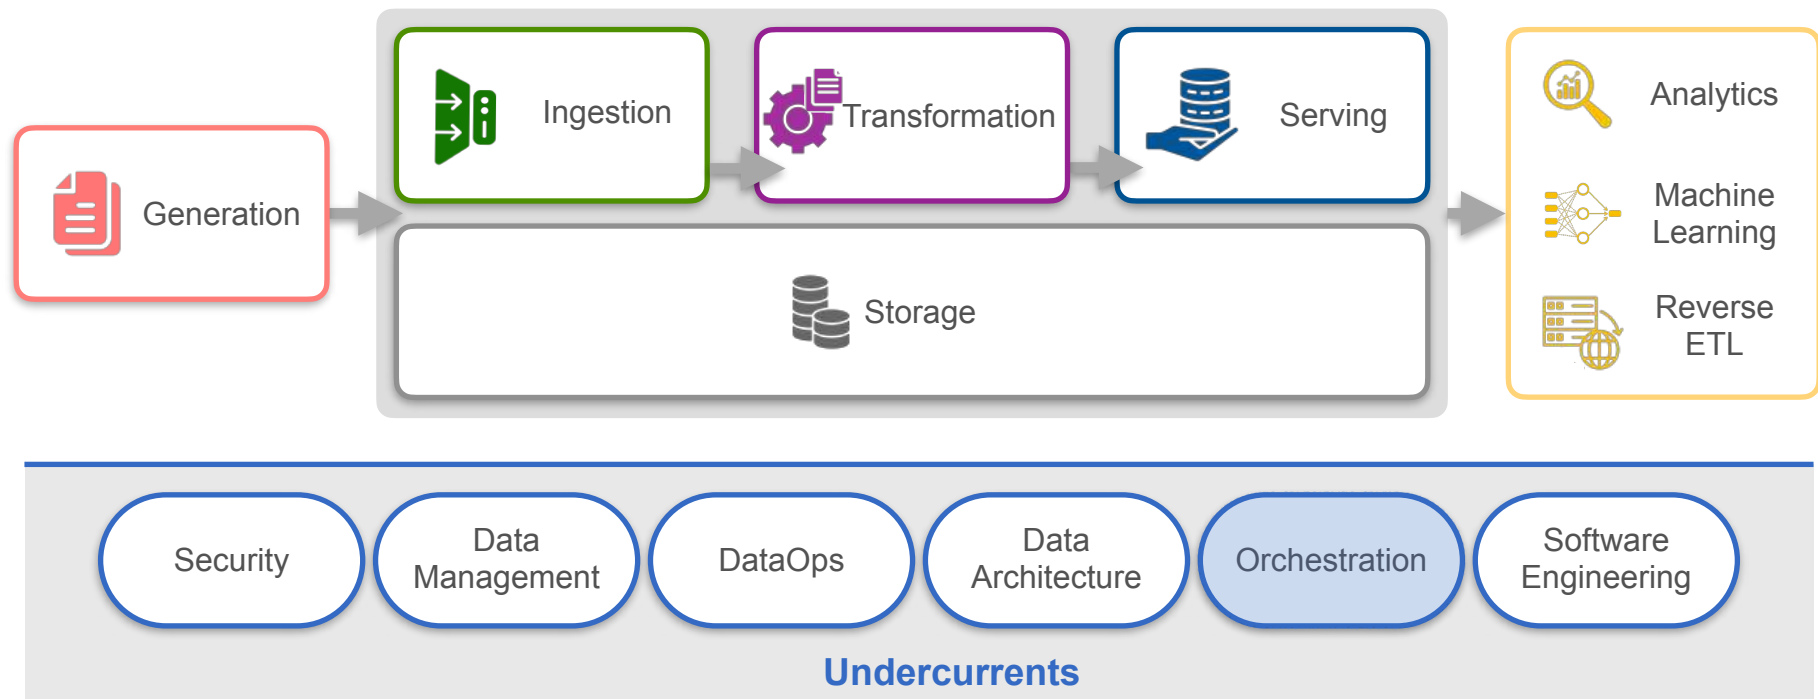 Generation
Ingestion
Transformation
Serving
Storage
Analytics
Machine
Learning
Reverse
ETL
Security
Data
Management
DataOps
Data
Architecture
Orchestration
Software
Engineering
Undercurrents